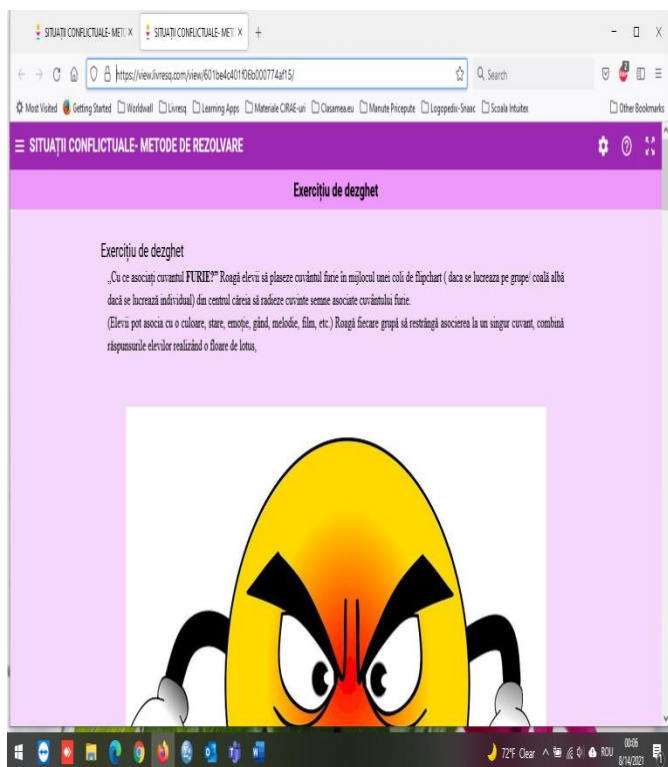 SITUAȚII CONFLICTUALE- MET: X SITUAȚII CONFLICTUALE- MET: X +
https://view.livresq.com/view/601be4c401f06b000774af15/ Search
Most Visited Getting Started Wordwall Livresq Learning Apps Materiale CIRAE-uri Clasamea.eu Manute Pricepute Logopedix-Snaac Scoala Intuitex Other Bookmarks
SITUAȚII CONFLICTUALE- METODE DE REZOLVARE
Exercițiu de dezghet
Exercițiu de dezghet
„Cu ce asociați cuvantul FURIE?” Roagă elevii să plaseze cuvântul furie în mijlocul unei coli de flipchart ( daca se lucreaza pe grupe/ coală albă
dacă se lucrează individual) din centrul căreia să radieze cuvinte semne asociate cuvântului furie.
(Elevii pot asocia cu o culoare, stare, emoție, gând, melodie, film, etc.) Roagă fiecare grupă să restrângă asocierea la un singur cuvant, combină
răspunsurile elevilor realizând o floare de lotus,
72°F Clear ROU 00:06
8/14/2021